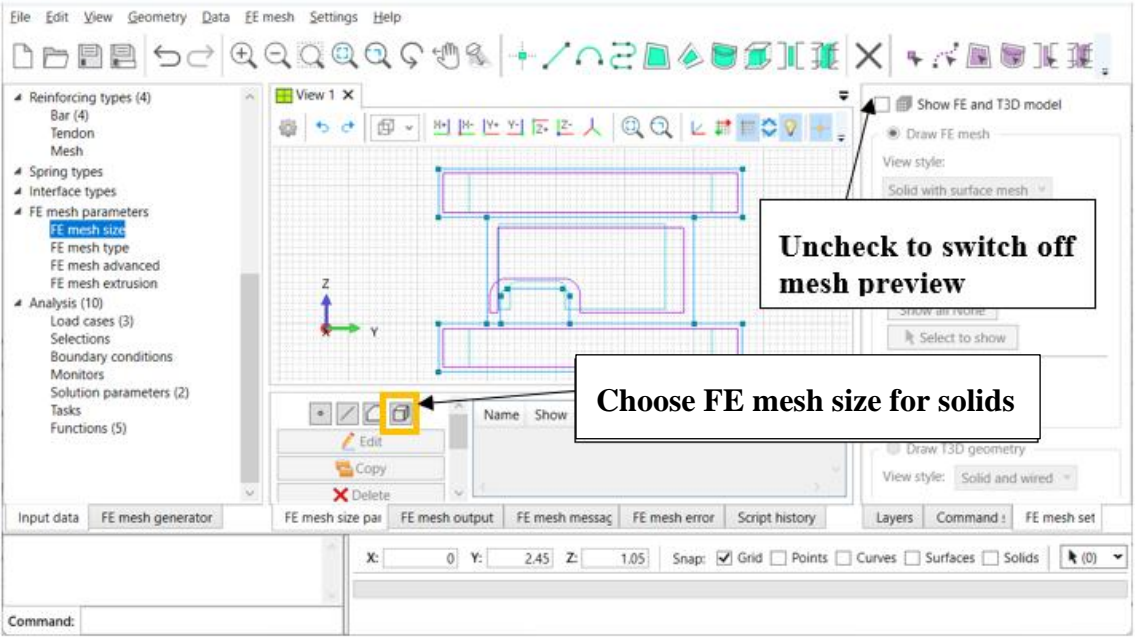 File Edit View Geometry Data FE mesh Settings Help
Reinforcing types (4)
Bar (4)
Tendon
Mesh
Spring types
Interface types
FE mesh parameters
FE mesh size
FE mesh type
FE mesh advanced
FE mesh extrusion
Analysis (10)
Load cases (3)
Selections
Boundary conditions
Monitors
Solution parameters (2)
Tasks
Functions (5)
Input data FE mesh generator
View 1
X+ X- Y+ Y- Z+ Z-
Z
X Y
Edit
Copy
Delete
Name Show
FE mesh size par FE mesh output FE mesh messag FE mesh error Script history
Show FE and T3D model
Draw FE mesh
View style:
Solid with surface mesh
Uncheck to switch off
mesh preview
Show all None
Select to show
Choose FE mesh size for solids
Draw T3D geometry
View style: Solid and wired
Layers Command : FE mesh set
X: 0 Y: 2.45 Z: 1.05 Snap: Grid Points Curves Surfaces Solids (0)
Command: